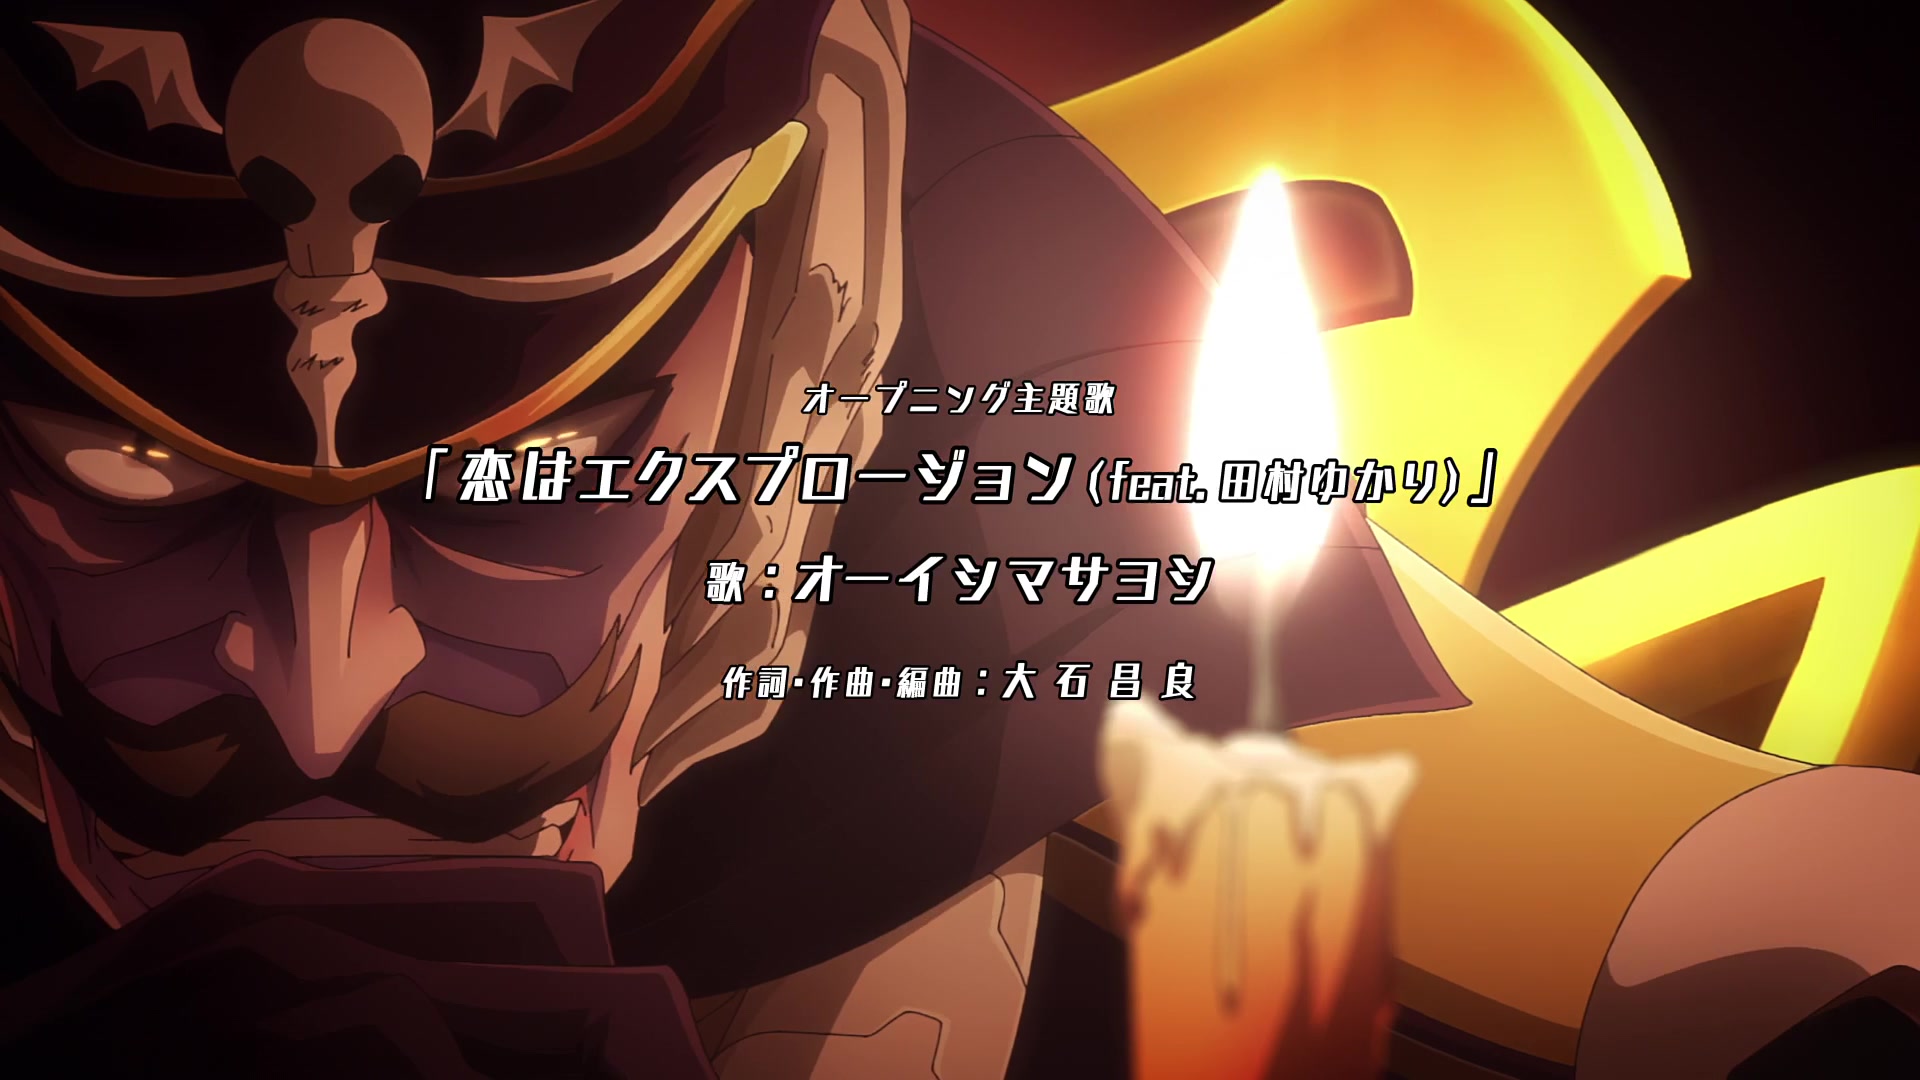 オープニング主題歌
「恋はエクスプロージョン(feat.田村ゆかり)」
歌:オーイシマサヨシ
作詞・作曲・編曲:大石昌良